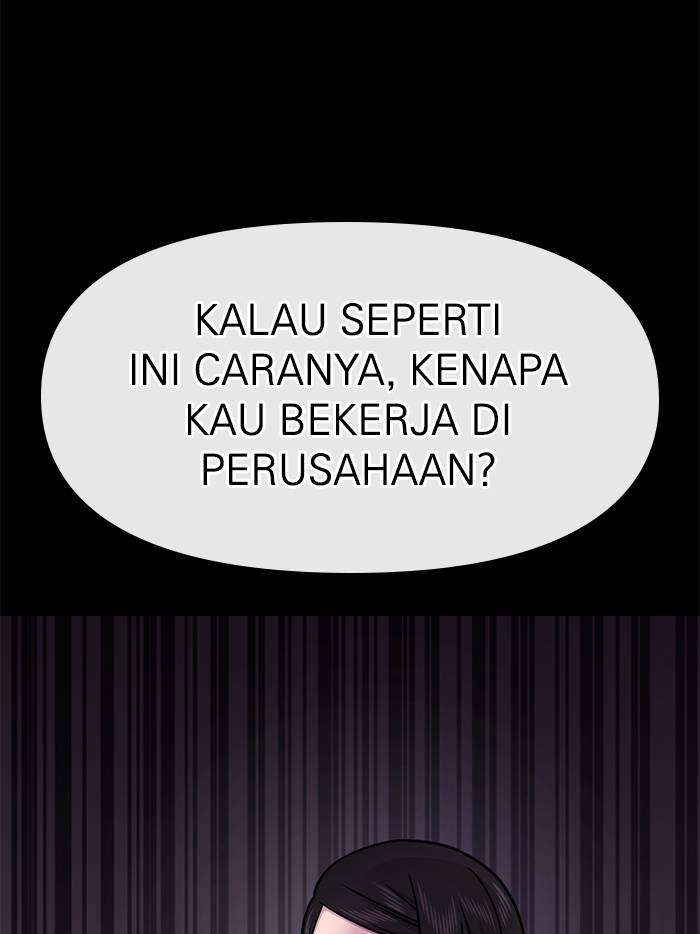 KALAU SEPERTI
INI CARANYA, KENAPA
KAU BEKERJA DI
PERUSAHAAN?